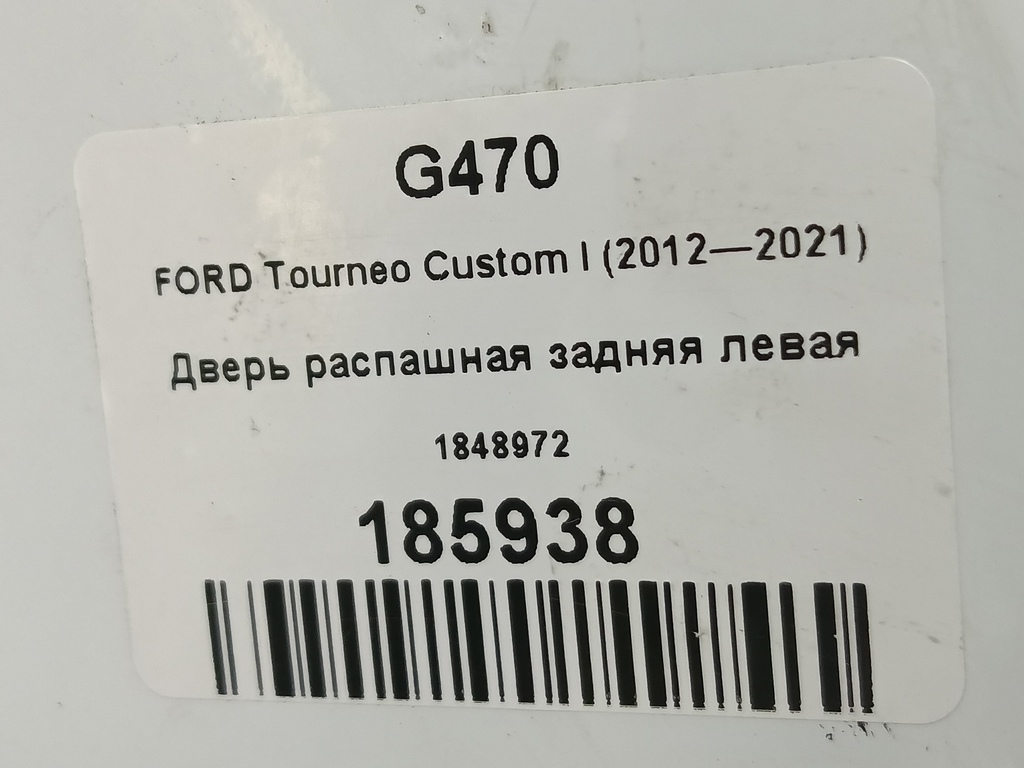 G470
FORD Tourneo Custom I (2012—2021)
Дверь распашная задняя левая
1848972
185938